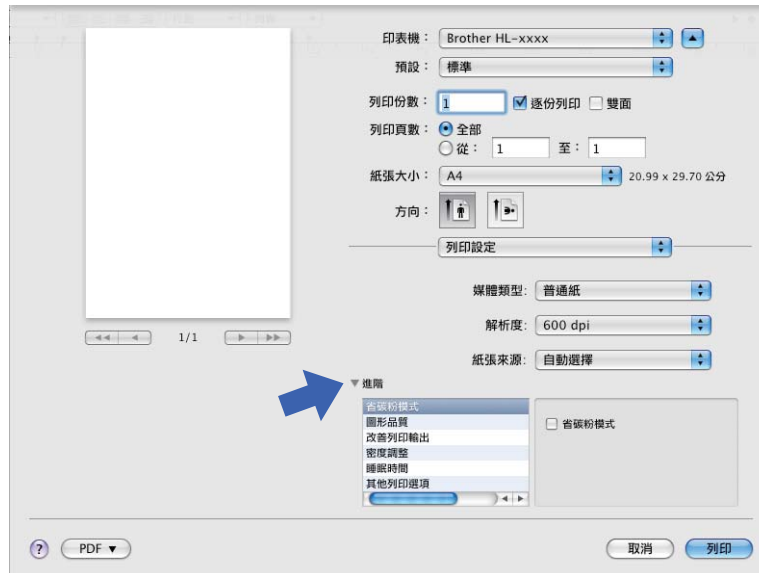 印表機： Brother HL-xxxx
預設： 標準
列印份數： 1 逐份列印 雙面
列印頁數： 全部
從： 1 至： 1
紙張大小： A4 20.99 x 29.70 公分
方向：
列印設定
媒體類型: 普通紙
解析度: 600 dpi
紙張來源: 自動選擇
1/1
進階
省碳粉模式
圖形品質
改善列印輸出
密度調整
睡眠時間
其他列印選項
省碳粉模式
? PDF ▼ 取消 列印